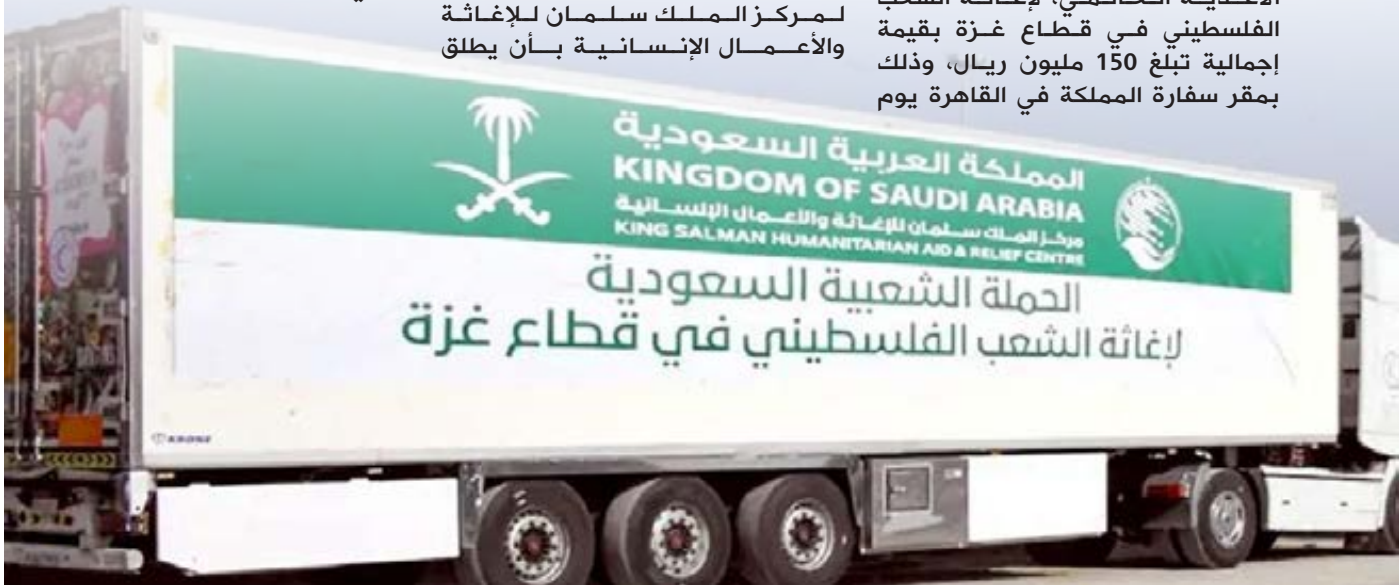 الفلسطيني في قطاع غزة بقيمة
إجمالية تبلغ 150 مليون ريال، وذلك
بمقر سفارة المملكة في القاهرة يوم
لمركز الملك سلمان للإغاثة
والأعمال الإنسانية بأن يطلق
المملكة العربية السعودية
KINGDOM OF SAUDI ARABIA
مركز الملك سلمان للإغاثة والأعمال الإنسانية
KING SALMAN HUMANITARIAN AID & RELIEF CENTRE
الحملة الشعبية السعودية
لإغاثة الشعب الفلسطيني في قطاع غزة
KRONE